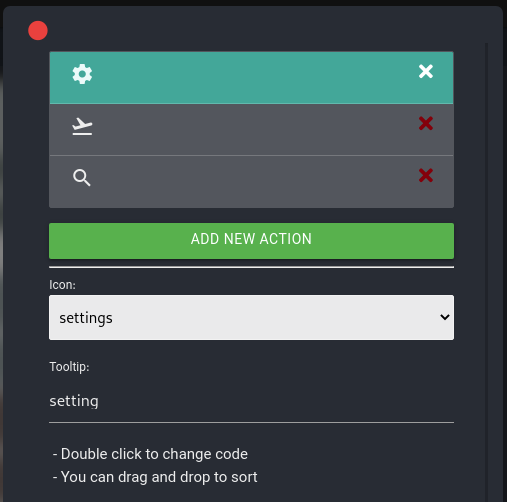 ADD NEW ACTION
Icon:
settings
Tooltip:
setting
- Double click to change code
- You can drag and drop to sort